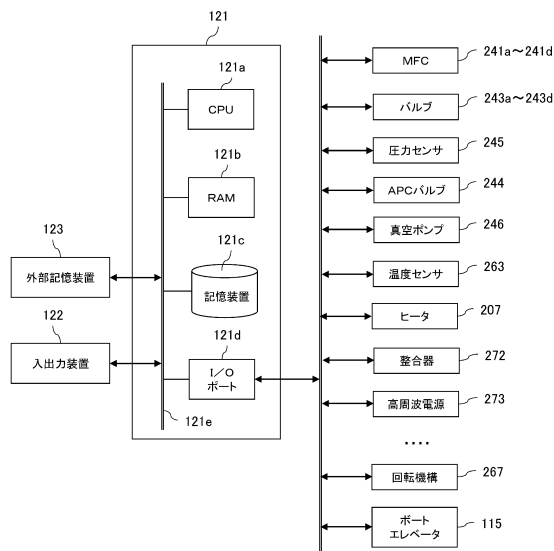 121
121a
CPU
121b
RAM
121c
記憶装置
121d
I/O
ポート
121e
123
外部記憶装置
122
入出力装置
MFC
241a～241d
バルブ
243a～243d
圧力センサ
245
APCバルブ
244
真空ポンプ
246
温度センサ
263
ヒータ
207
整合器
272
高周波電源
273
････
回転機構
267
ボート
エレベータ
115